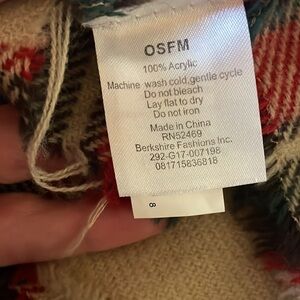 OSFM
100% Acrylic
Machine wash cold,gentle cycle
Do not bleach
Lay flat to dry
Do not iron
Made in China
RN52469
Berkshire Fashions Inc.
292-G17-007198
081715836818
8